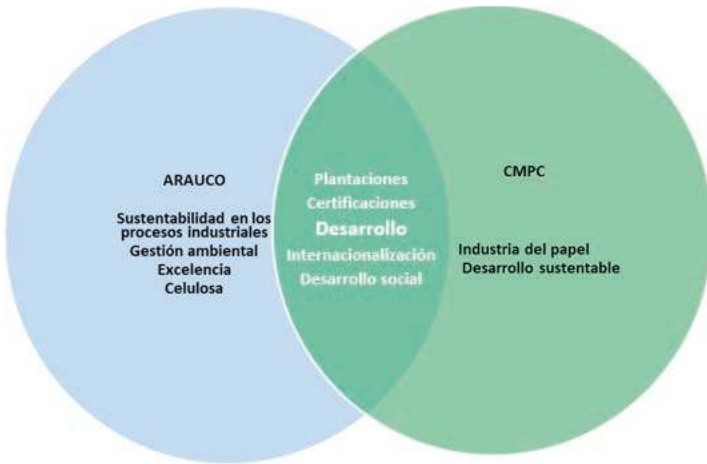 ARAUCO
Sustentabilidad en los
procesos industriales
Gestión ambiental
Excelencia
Celulosa
Plantaciones
Certificaciones
Desarrollo
Internacionalización
Desarrollo social
CMPC
Industria del papel
Desarrollo sustentable